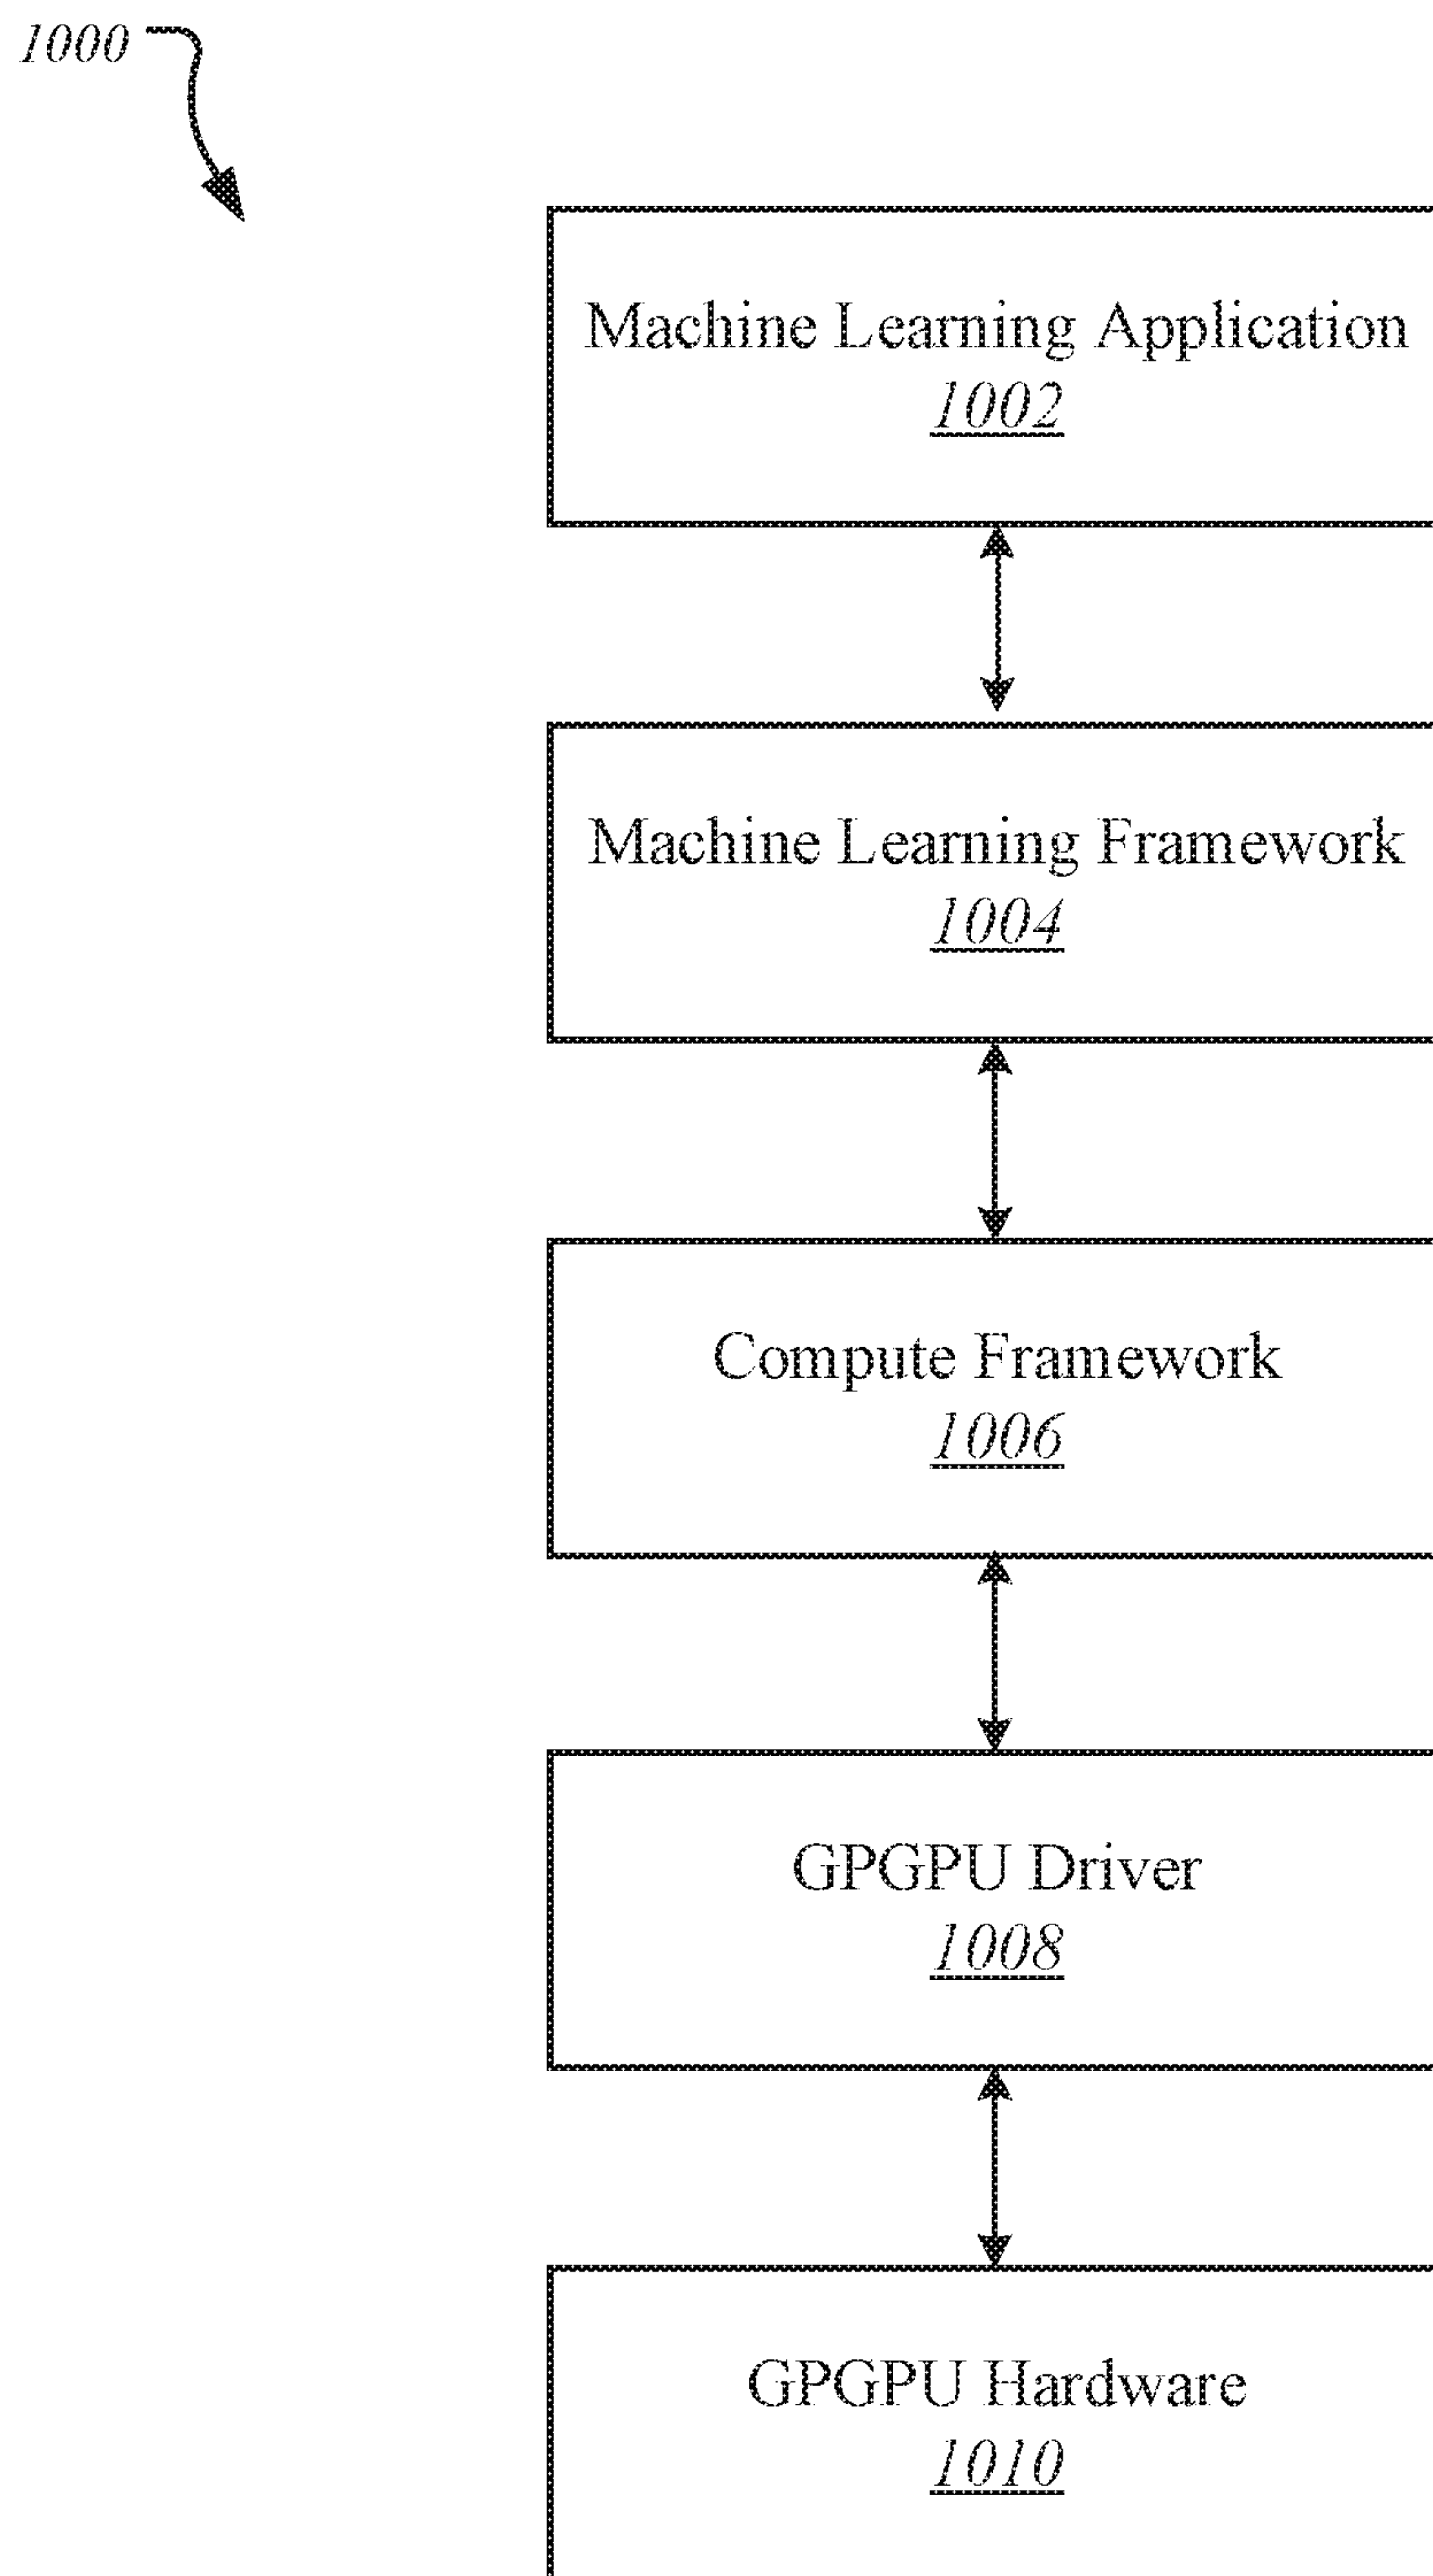 1000
Machine Learning Application
1002
Machine Learning Framework
1004
Compute Framework
1006
GPGPU Driver
1008
GPGPU Hardware
1010